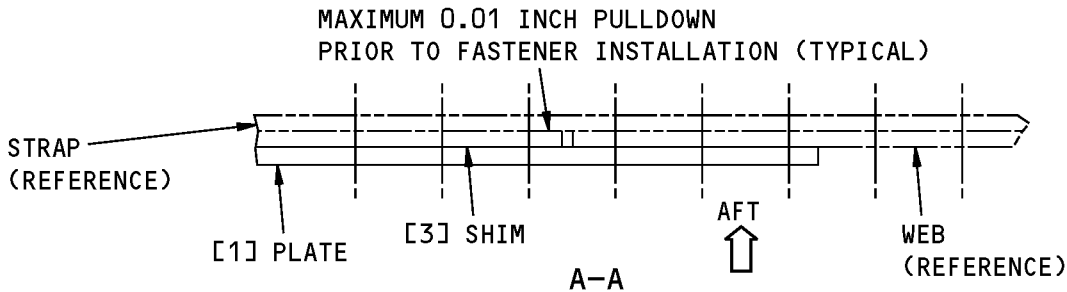 MAXIMUM 0.01 INCH PULLDOWN
PRIOR TO FASTENER INSTALLATION (TYPICAL)
STRAP
(REFERENCE)
[1] PLATE
[3] SHIM
AFT
WEB
(REFERENCE)
A-A